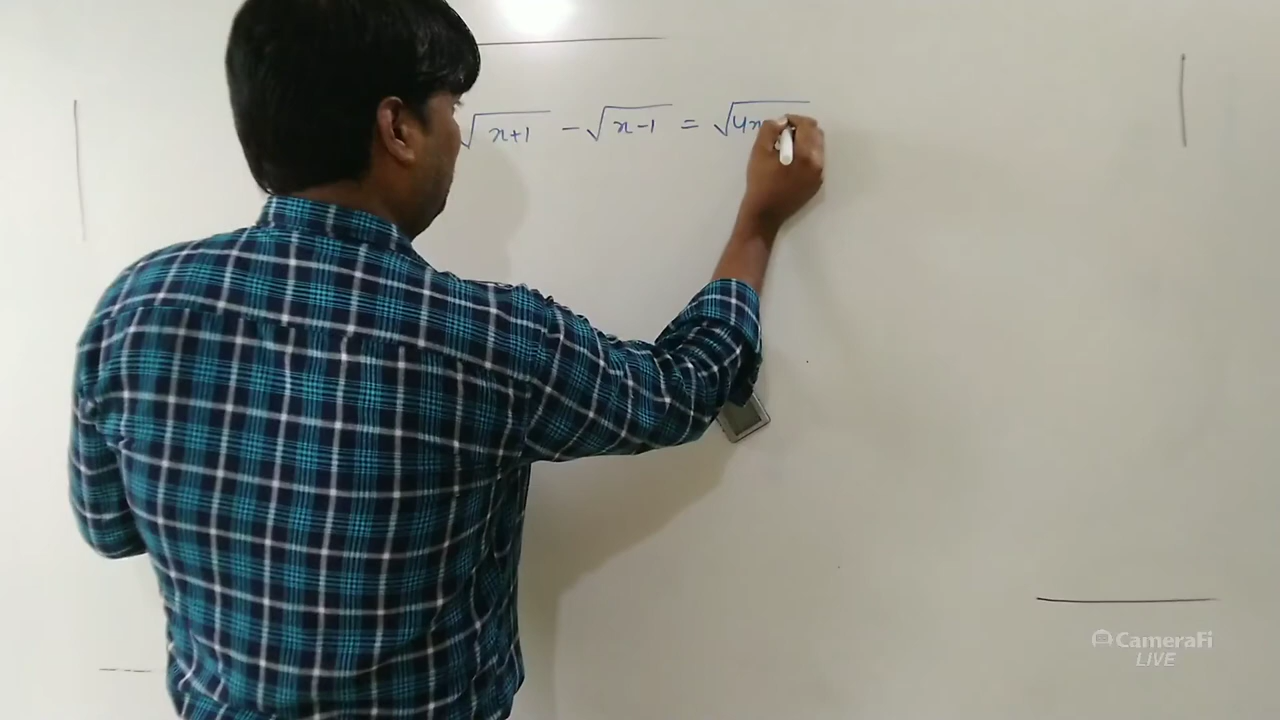 √x+1 - √x-1 = √4x
CameraFi
LIVE